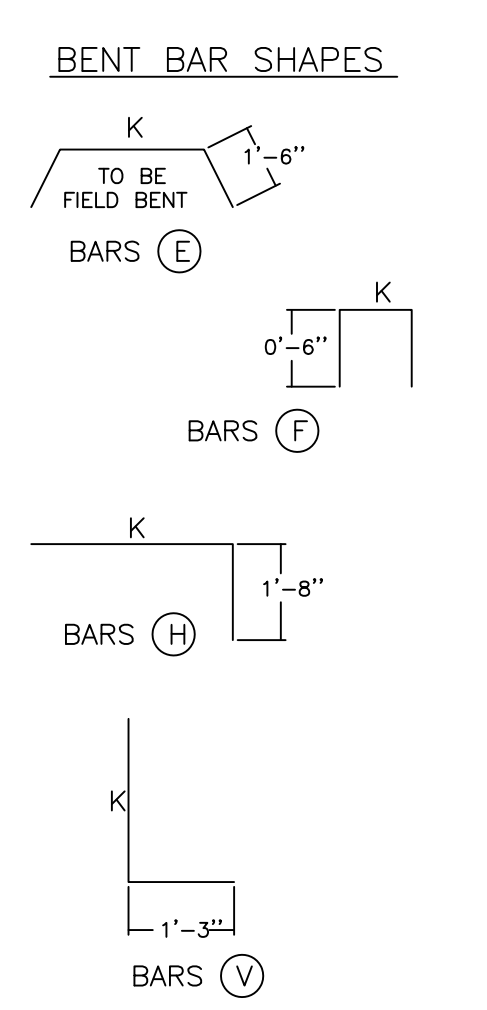 BENT BAR SHAPES
K
1'-6"
TO BE
FIELD BENT
BARS E
K
0'-6"
BARS F
K
1'-8"
BARS H
K
1'-3"
BARS V